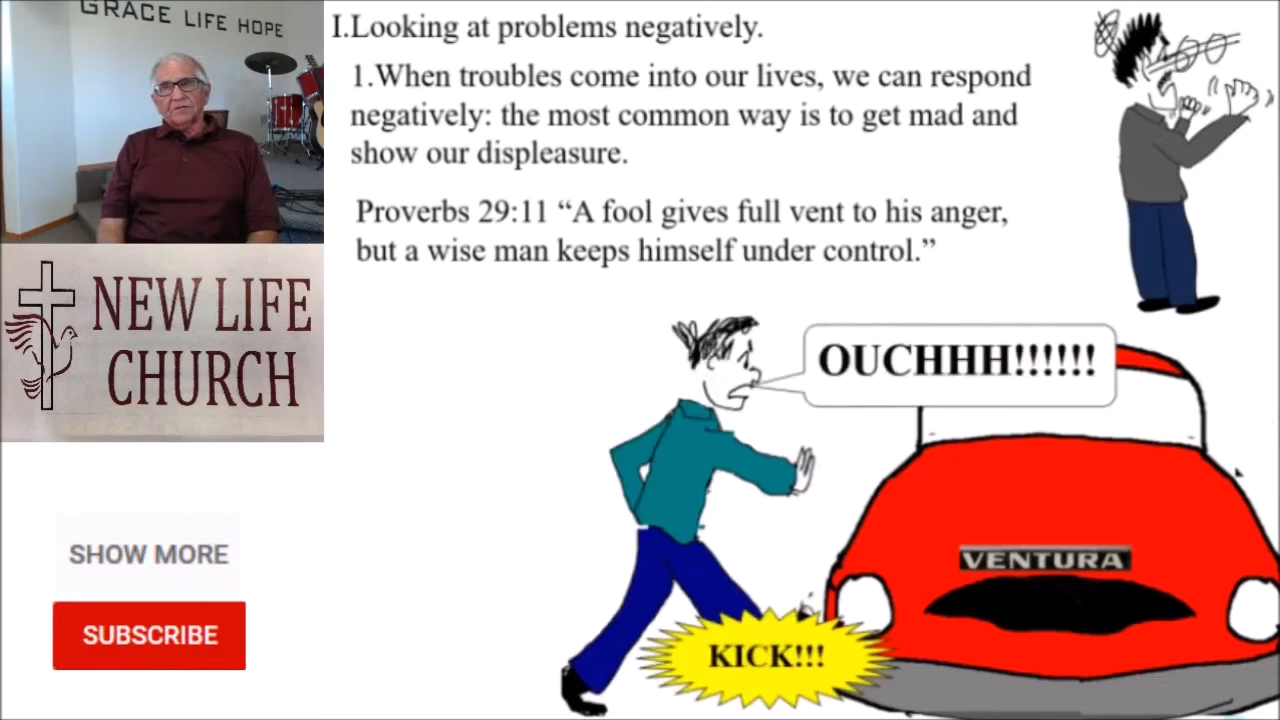 GRACE LIFE HOPE
I.Looking at problems negatively.
1.When troubles come into our lives, we can respond
negatively: the most common way is to get mad and
show our displeasure.
Proverbs 29:11 “A fool gives full vent to his anger,
but a wise man keeps himself under control.”
NEW LIFE
CHURCH
OUCHHH!!!!!!
VENTURA
KICK!!!
SHOW MORE
SUBSCRIBE